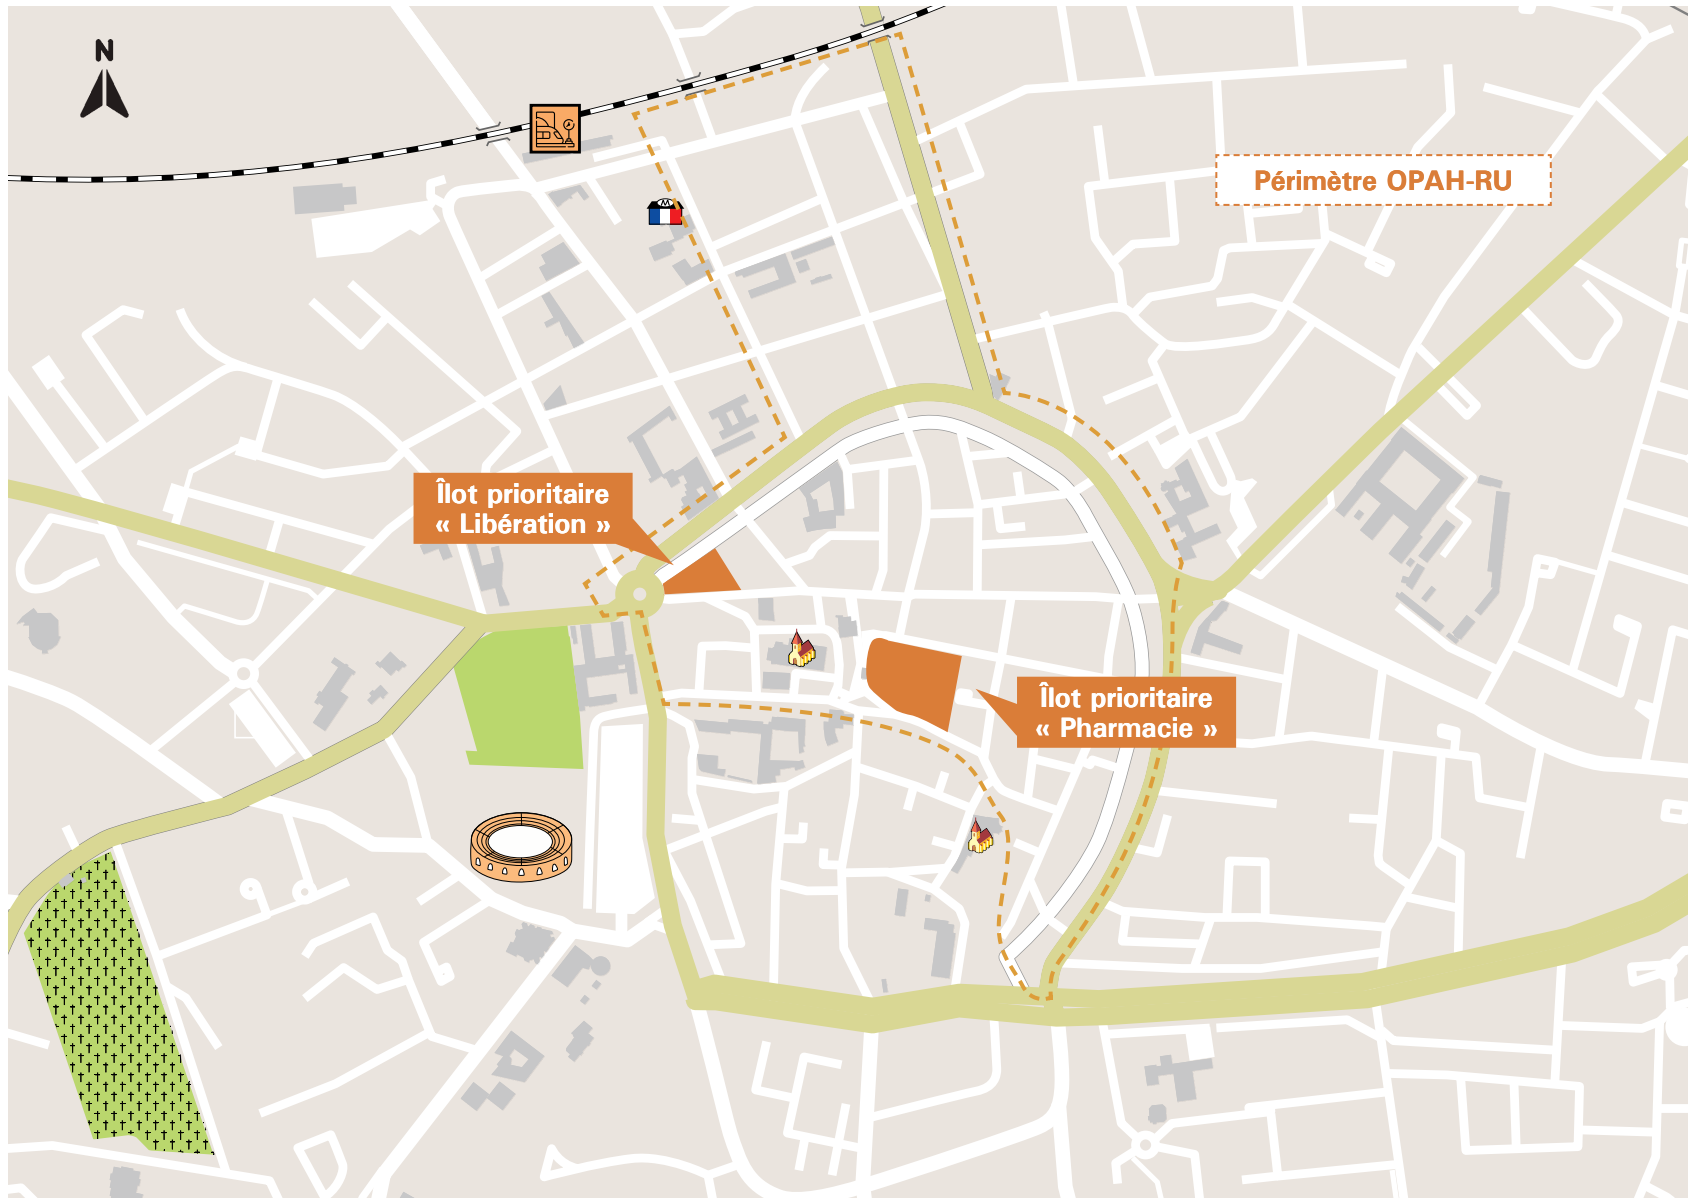 N
Périmètre OPAH-RU
Îlot prioritaire
« Libération »
Îlot prioritaire
« Pharmacie »
M